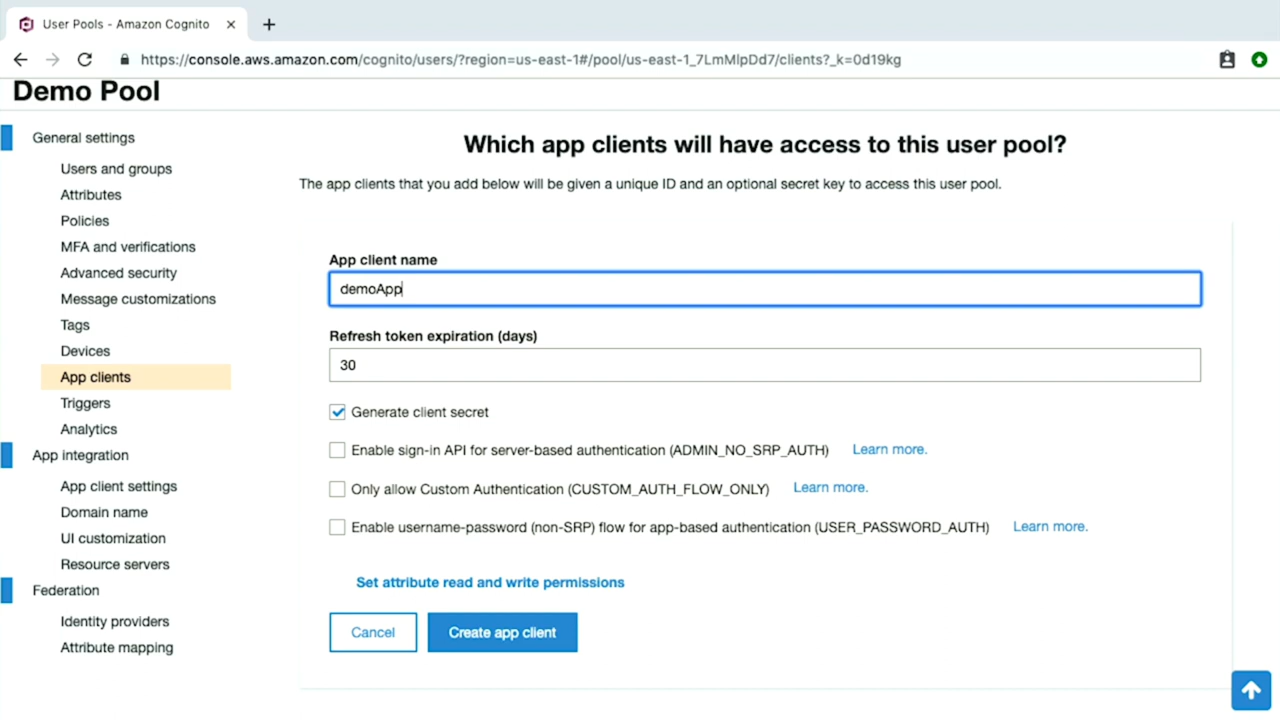 User Pools - Amazon Cognito
https://console.aws.amazon.com/cognito/users/?region=us-east-1#/pool/us-east-1_7LmMlpDd7/clients?_k=0d19kg
Demo Pool
General settings
Users and groups
Attributes
Policies
MFA and verifications
Advanced security
Message customizations
Tags
Devices
App clients
Triggers
Analytics
App integration
App client settings
Domain name
UI customization
Resource servers
Federation
Identity providers
Attribute mapping
Which app clients will have access to this user pool?
The app clients that you add below will be given a unique ID and an optional secret key to access this user pool.
App client name
demoApp
Refresh token expiration (days)
30
Generate client secret
Enable sign-in API for server-based authentication (ADMIN_NO_SRP_AUTH) Learn more.
Only allow Custom Authentication (CUSTOM_AUTH_FLOW_ONLY) Learn more.
Enable username-password (non-SRP) flow for app-based authentication (USER_PASSWORD_AUTH) Learn more.
Set attribute read and write permissions
Cancel Create app client